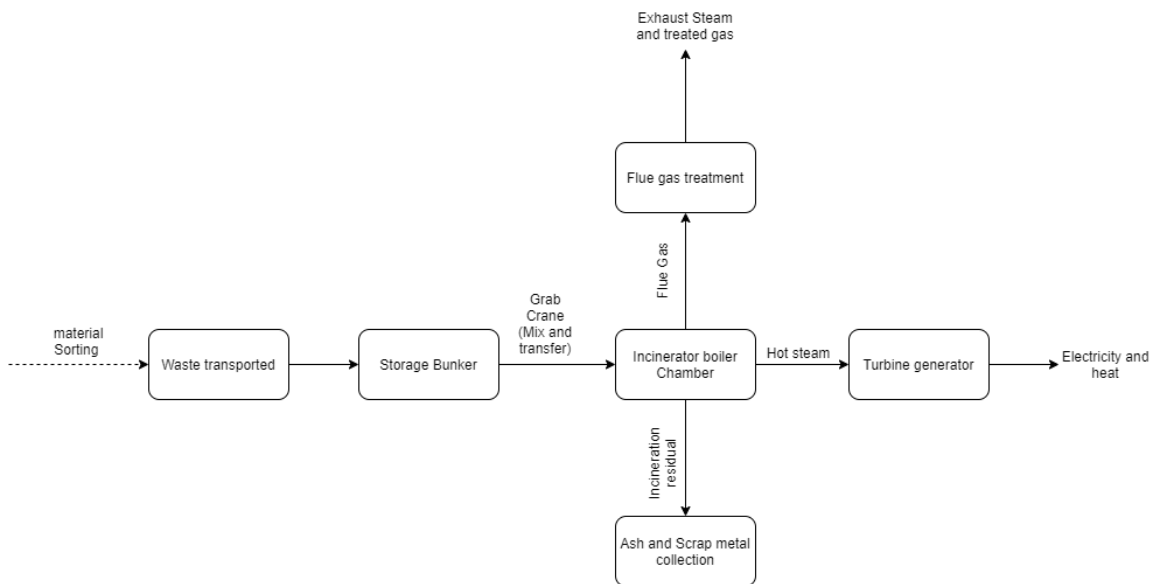 Exhaust Steam
and treated gas
Flue gas treatment
Flue Gas
material
Sorting
Waste transported
Storage Bunker
Grab
Crane
(Mix and
transfer)
Incinerator boiler
Chamber
Hot steam
Turbine generator
Electricity and
heat
Incineration
residual
Ash and Scrap metal
collection